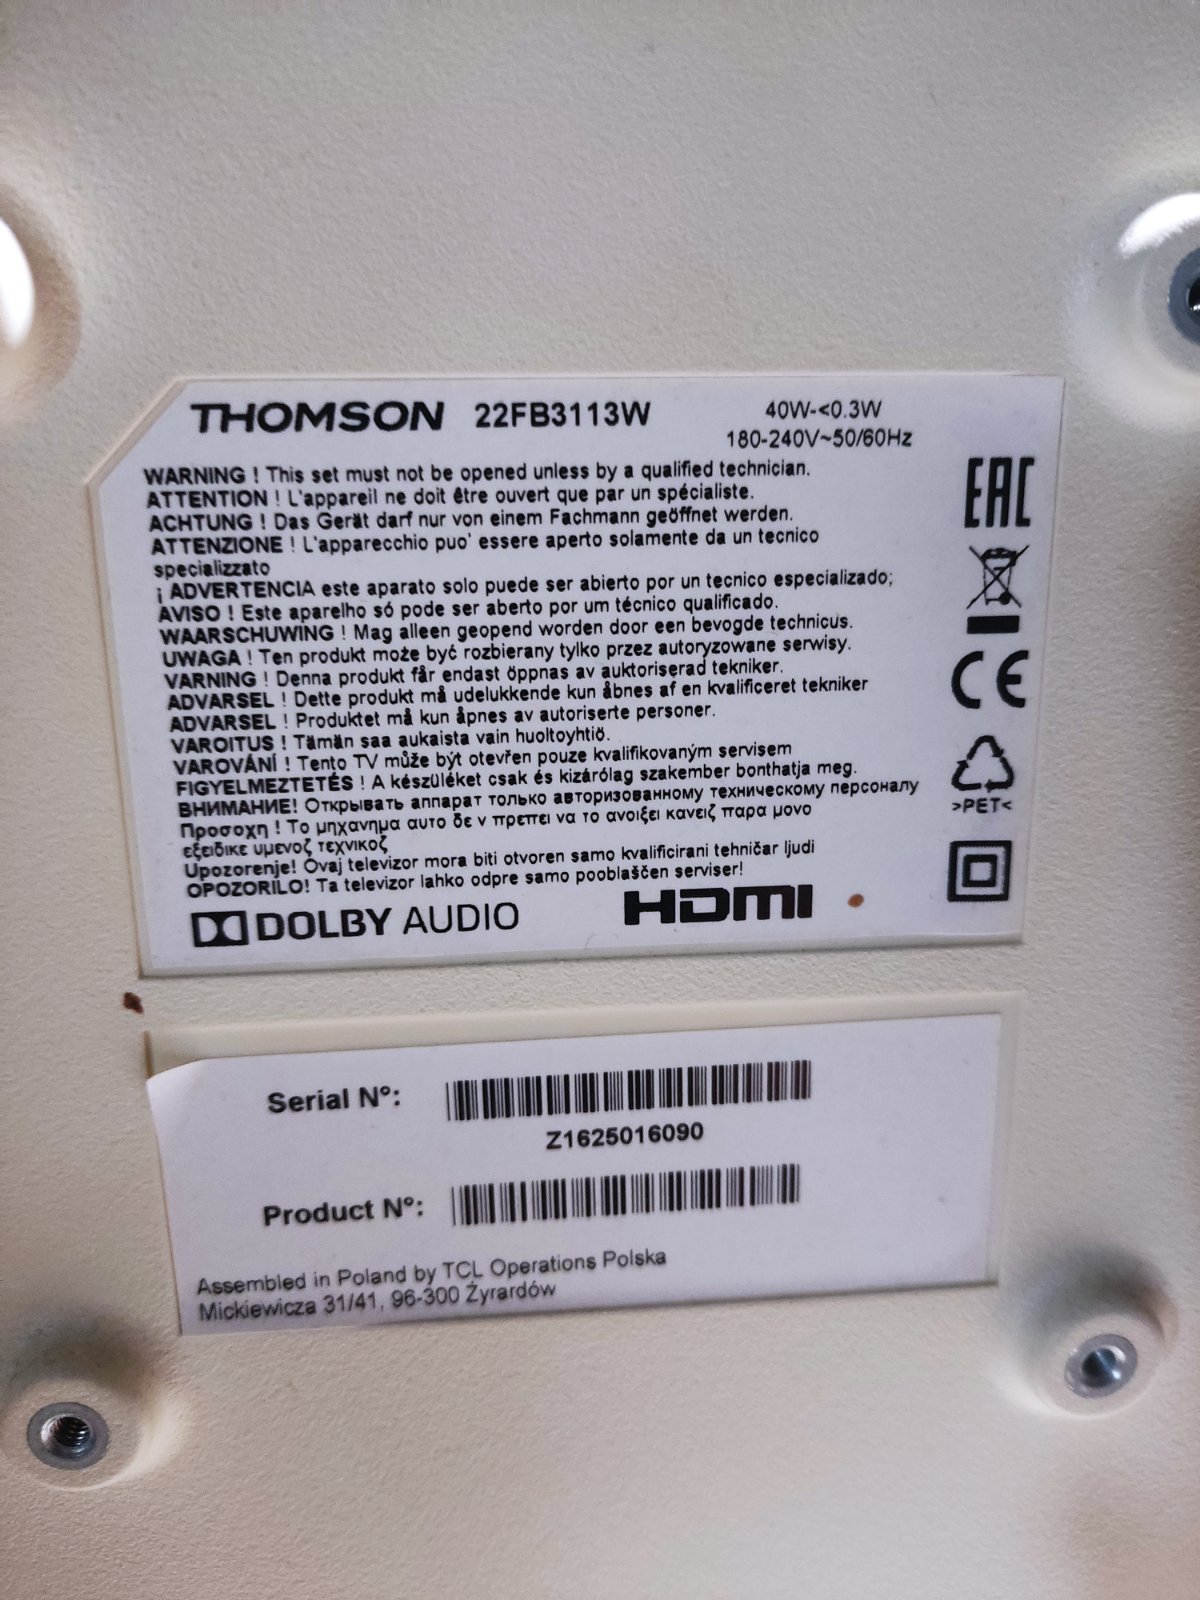 THOMSON 22FB3113W
40W-<0.3W
180-240V~50/60Hz
WARNING ! This set must not be opened unless by a qualified technician.
ATTENTION ! L'appareil ne doit être ouvert que par un spécialiste.
ACHTUNG ! Das Gerät darf nur von einem Fachmann geöffnet werden.
ATTENZIONE ! L'apparecchio puo' essere aperto solamente da un tecnico
specializzato
¡ ADVERTENCIA este aparato solo puede ser abierto por un tecnico especializado;
AVISO ! Este aparelho só pode ser aberto por um técnico qualificado.
WAARSCHUWING ! Mag alleen geopend worden door een bevogde technicus.
UWAGA ! Ten produkt może być rozbierany tylko przez autoryzowane serwisy.
VARNING ! Denna produkt får endast öppnas av auktoriserad tekniker.
ADVARSEL ! Dette produkt må udelukkende kun åbnes af en kvalificeret tekniker
ADVARSEL ! Produktet må kun åpnes av autoriserte personer.
VAROITUS ! Tämän saa aukaista vain huoltoyhtiö.
VAROVÁNÍ ! Tento TV může být otevřen pouze kvalifikovaným servisem
FIGYELMEZTETÉS ! A készüléket csak és kizárólag szakember bonthatja meg.
ВНИМАНИЕ! Открывать аппарат только авторизованному техническому персоналу
Προσοχη ! Το μηχανημα αυτο δε ν πρεπει να το ανοιξει κανειζ παρα μονο
εξειδικε υμενοζ τεχνικοζ
Upozorenje! Ovaj televizor mora biti otvoren samo kvalificirani tehničar ljudi
OPOZORILO! Ta televizor lahko odpre samo pooblaščen serviser!
EAC
CE
>PET<
DOLBY AUDIO
HDMI
Serial N°:
Z1625016090
Product N°:
Assembled in Poland by TCL Operations Polska
Mickiewicza 31/41, 96-300 Żyrardów